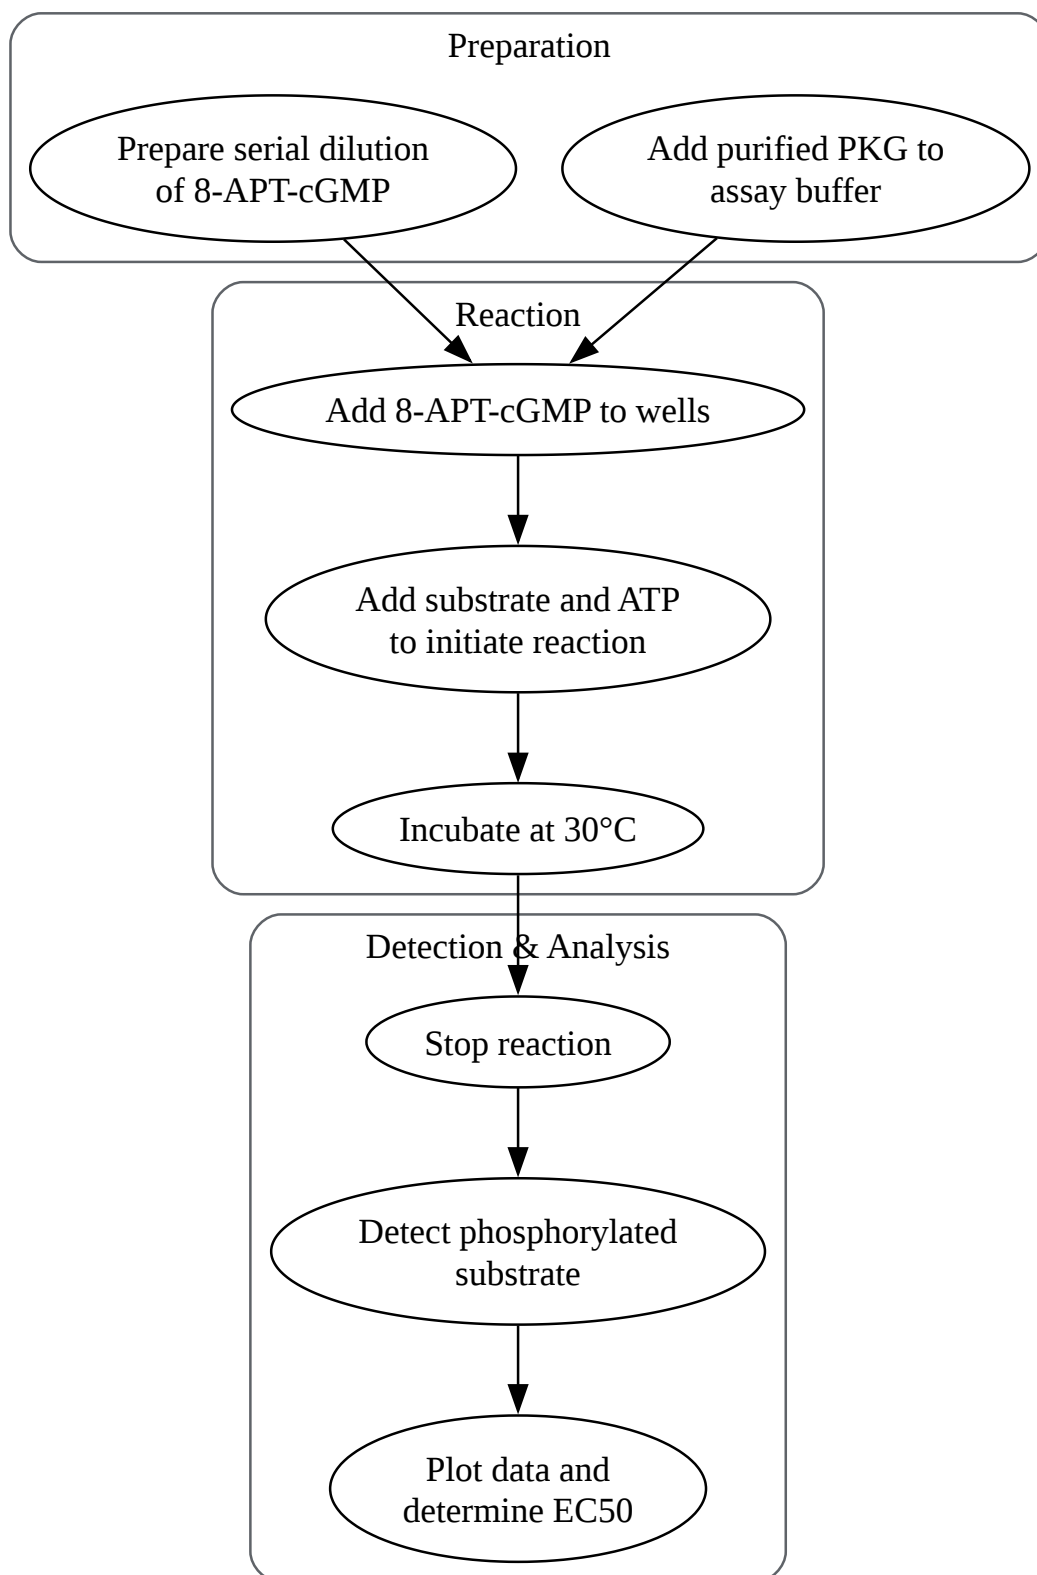 Preparation
Prepare serial dilution
of 8-APT-cGMP
Add purified PKG to
assay buffer
Reaction
Add 8-APT-cGMP to wells
Add substrate and ATP
to initiate reaction
Incubate at 30°C
Detection & Analysis
Stop reaction
Detect phosphorylated
substrate
Plot data and
determine EC50